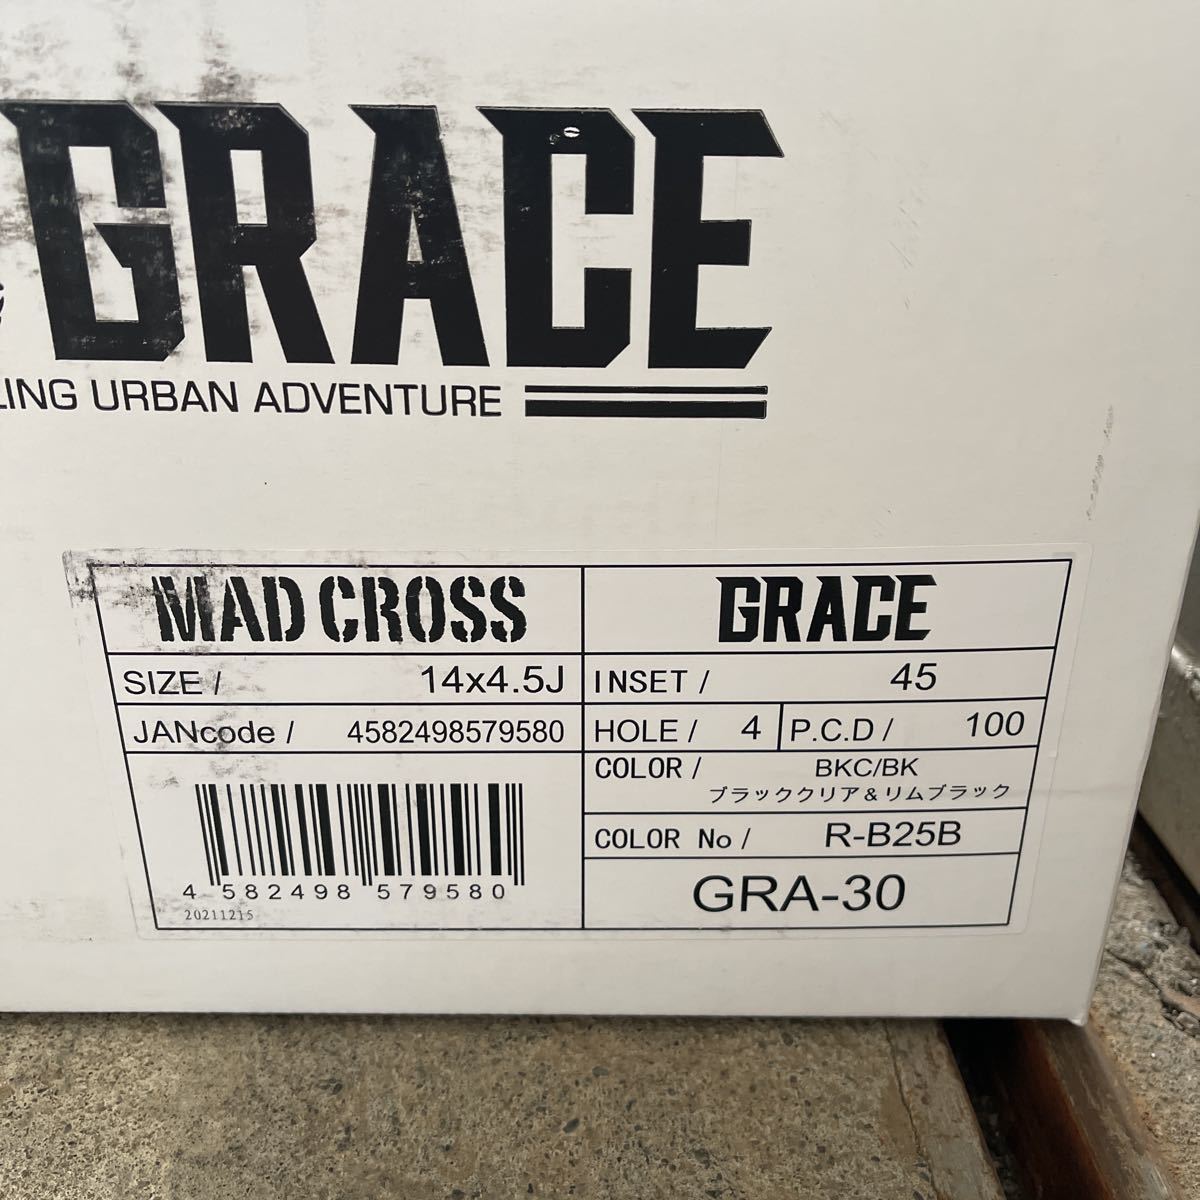 GRACE
LING URBAN ADVENTURE
MAD CROSS GRACE
SIZE / 14x4.5J INSET / 45
JANcode / 4582498579580 HOLE / 4 P.C.D / 100
COLOR / BKC/BK
ブラッククリア＆リムブラック
COLOR No / R-B25B
4 582498 579580
GRA-30
20211215